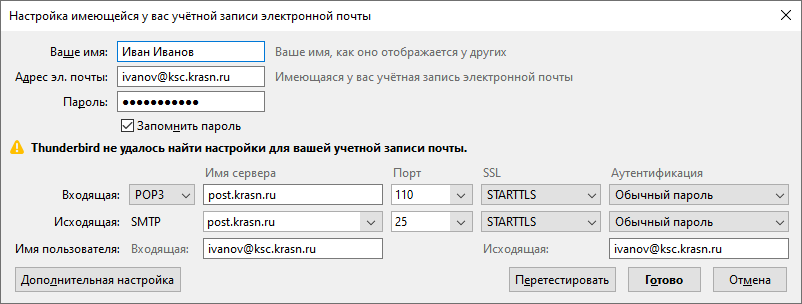 Настройка имеющейся у вас учётной записи электронной почты
Ваше имя: Иван Иванов Ваше имя, как оно отображается у других
Адрес эл. почты: ivanov@ksc.krasn.ru Имеющаяся у вас учётная запись электронной почты
Пароль: ●●●●●●●●●●●
Запомнить пароль
Thunderbird не удалось найти настройки для вашей учетной записи почты.
Имя сервера Порт SSL Аутентификация
Входящая: POP3 post.krasn.ru 110 STARTTLS Обычный пароль
Исходящая: SMTP post.krasn.ru 25 STARTTLS Обычный пароль
Имя пользователя: Входящая: ivanov@ksc.krasn.ru Исходящая: ivanov@ksc.krasn.ru
Дополнительная настройка Перетестировать Готово Отмена